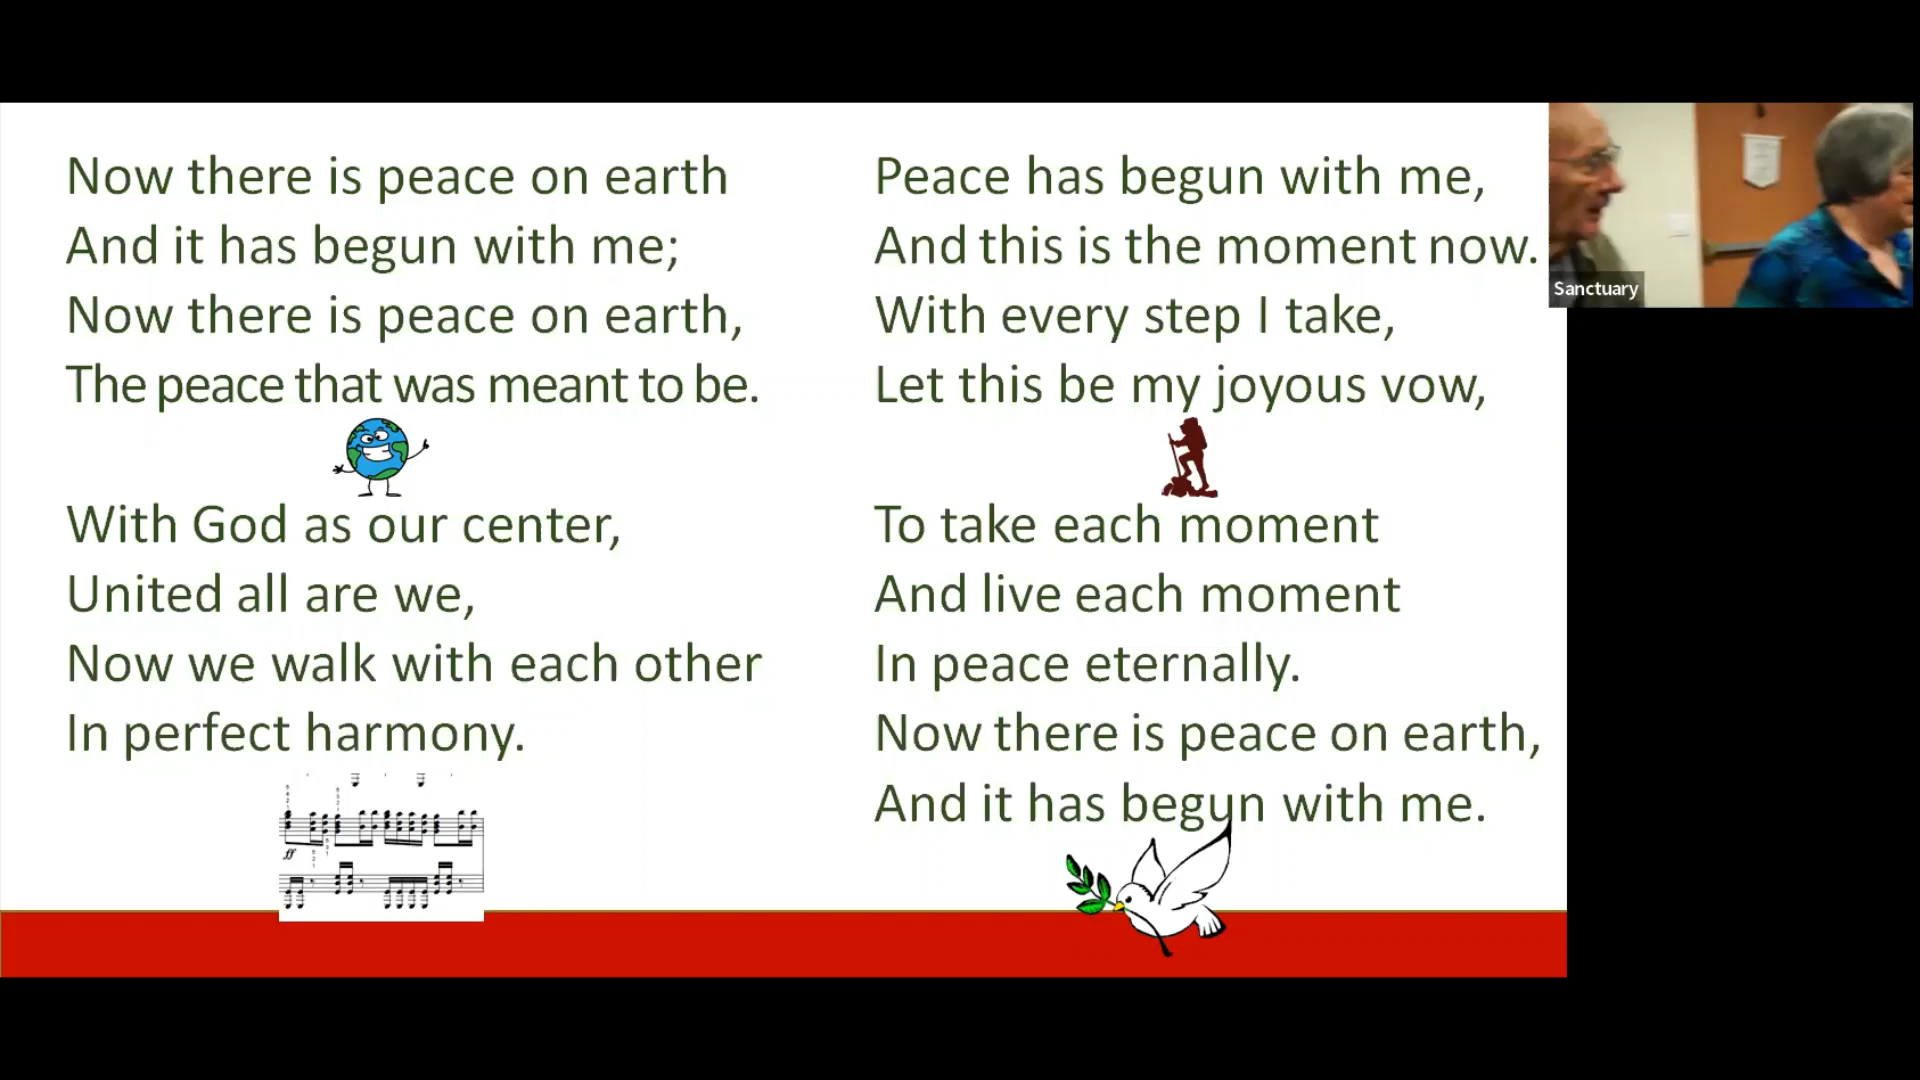 Now there is peace on earth
And it has begun with me;
Now there is peace on earth,
The peace that was meant to be.
With God as our center,
United all are we,
Now we walk with each other
In perfect harmony.
Peace has begun with me,
And this is the moment now.
With every step I take,
Let this be my joyous vow,
To take each moment
And live each moment
In peace eternally.
Now there is peace on earth,
And it has begun with me.
Sanctuary
ff